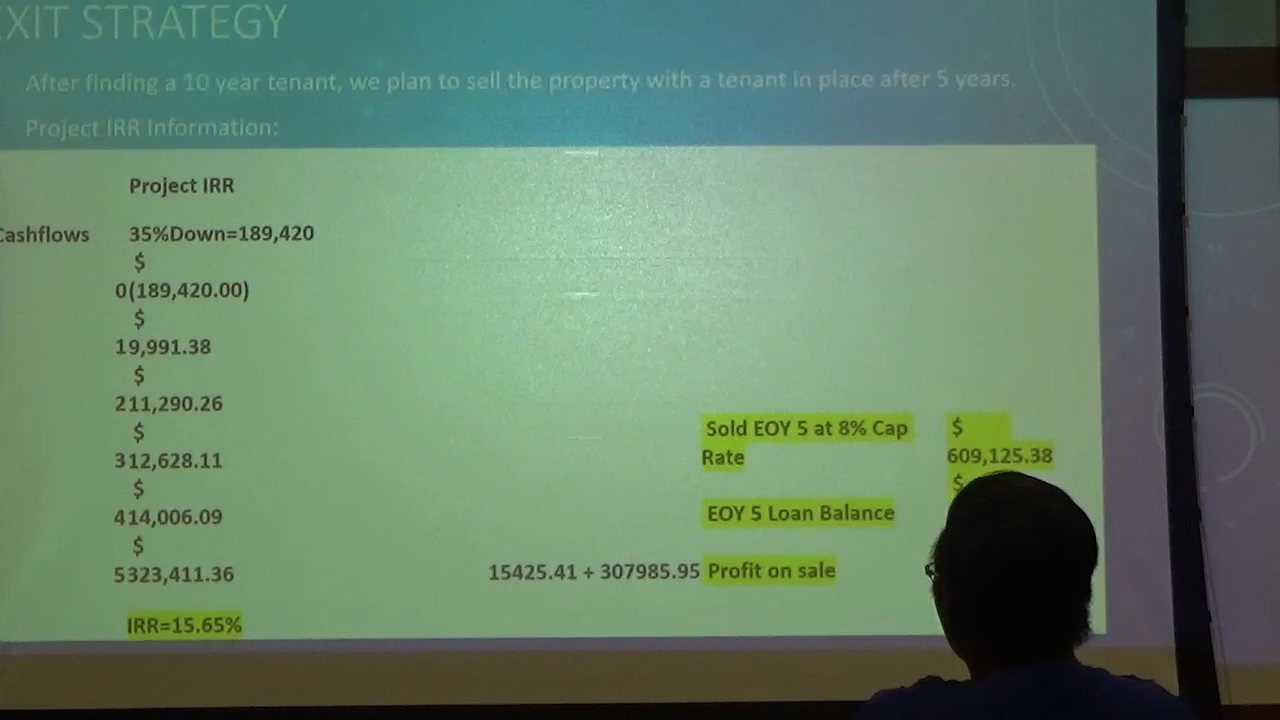 EXIT STRATEGY
After finding a 10 year tenant, we plan to sell the property with a tenant in place after 5 years.
Project IRR Information:
Project IRR
Cashflows 35%Down=189,420
$
0(189,420.00)
$
19,991.38
$
211,290.26
$
312,628.11
$
414,006.09
$
5323,411.36
IRR=15.65%
Sold EOY 5 at 8% Cap $
Rate 609,125.38
$
EOY 5 Loan Balance
15425.41 + 307985.95 Profit on sale